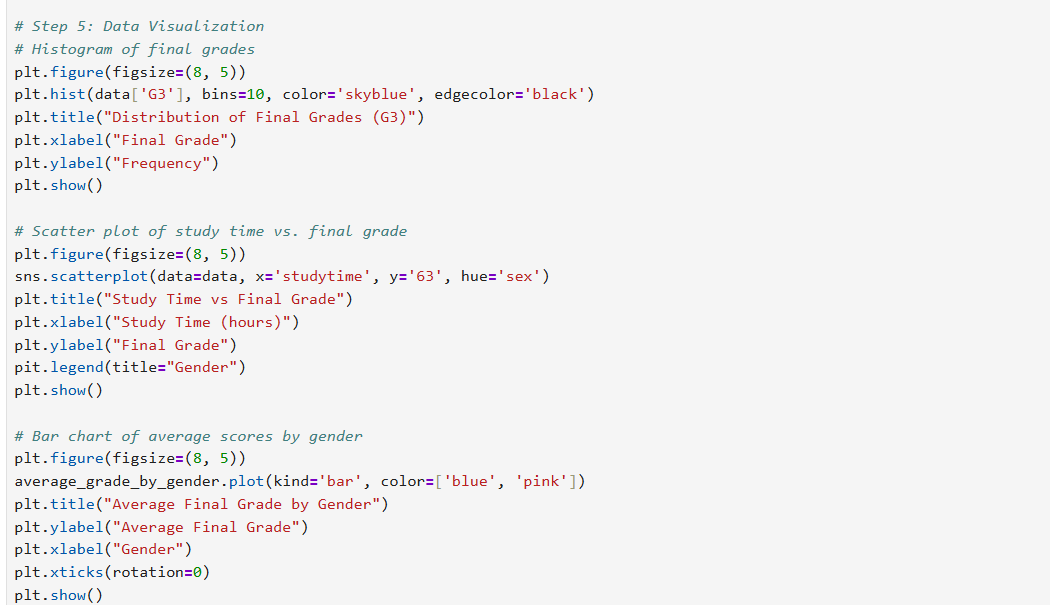 # Step 5: Data Visualization
# Histogram of final grades
plt.figure(figsize=(8, 5))
plt.hist(data['G3'], bins=10, color='skyblue', edgecolor='black')
plt.title("Distribution of Final Grades (G3)")
plt.xlabel("Final Grade")
plt.ylabel("Frequency")
plt.show()
# Scatter plot of study time vs. final grade
plt.figure(figsize=(8, 5))
sns.scatterplot(data=data, x='studytime', y='63', hue='sex')
plt.title("Study Time vs Final Grade")
plt.xlabel("Study Time (hours)")
plt.ylabel("Final Grade")
pit.legend(title="Gender")
plt.show()
# Bar chart of average scores by gender
plt.figure(figsize=(8, 5))
average_grade_by_gender.plot(kind='bar', color=['blue', 'pink'])
plt.title("Average Final Grade by Gender")
plt.ylabel("Average Final Grade")
plt.xlabel("Gender")
plt.xticks(rotation=0)
plt.show()